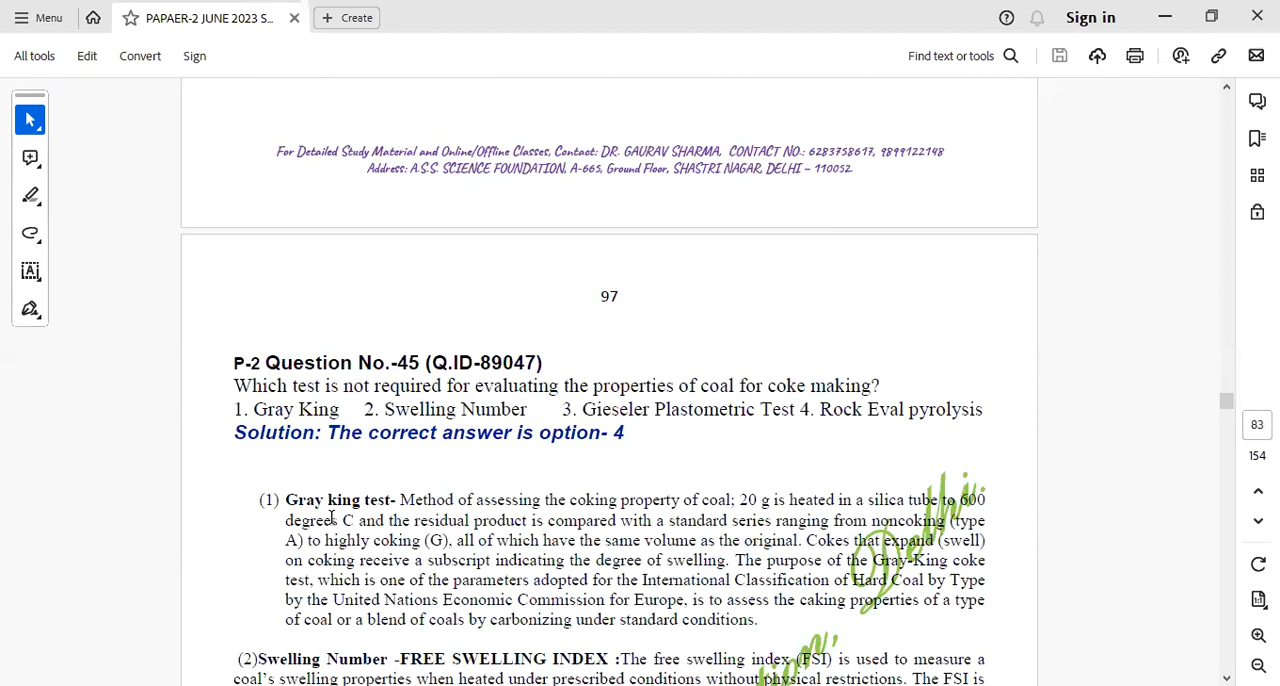 Menu
PAPAER-2 JUNE 2023 S...
Create
Sign in
All tools Edit Convert Sign
Find text or tools
For Detailed Study Material and Online/Offline Classes, Contact: DR. GAURAV SHARMA, CONTACT NO.: 6283758617, 9899122148
Address: A.S.S. SCIENCE FOUNDATION, A-665, Ground Floor, SHASTRI NAGAR, DELHI – 110052.
97
P-2 Question No.-45 (Q.ID-89047)
Which test is not required for evaluating the properties of coal for coke making?
1. Gray King 2. Swelling Number 3. Gieseler Plastometric Test 4. Rock Eval pyrolysis
Solution: The correct answer is option- 4
(1) Gray king test- Method of assessing the coking property of coal; 20 g is heated in a silica tube to 600
degrees C and the residual product is compared with a standard series ranging from noncoking (type
A) to highly coking (G), all of which have the same volume as the original. Cokes that expand (swell)
on coking receive a subscript indicating the degree of swelling. The purpose of the Gray-King coke
test, which is one of the parameters adopted for the International Classification of Hard Coal by Type
by the United Nations Economic Commission for Europe, is to assess the caking properties of a type
of coal or a blend of coals by carbonizing under standard conditions.
(2)Swelling Number -FREE SWELLING INDEX :The free swelling index (FSI) is used to measure a
coal's swelling properties when heated under prescribed conditions without physical restrictions. The FSI is
Delhi.
83
154